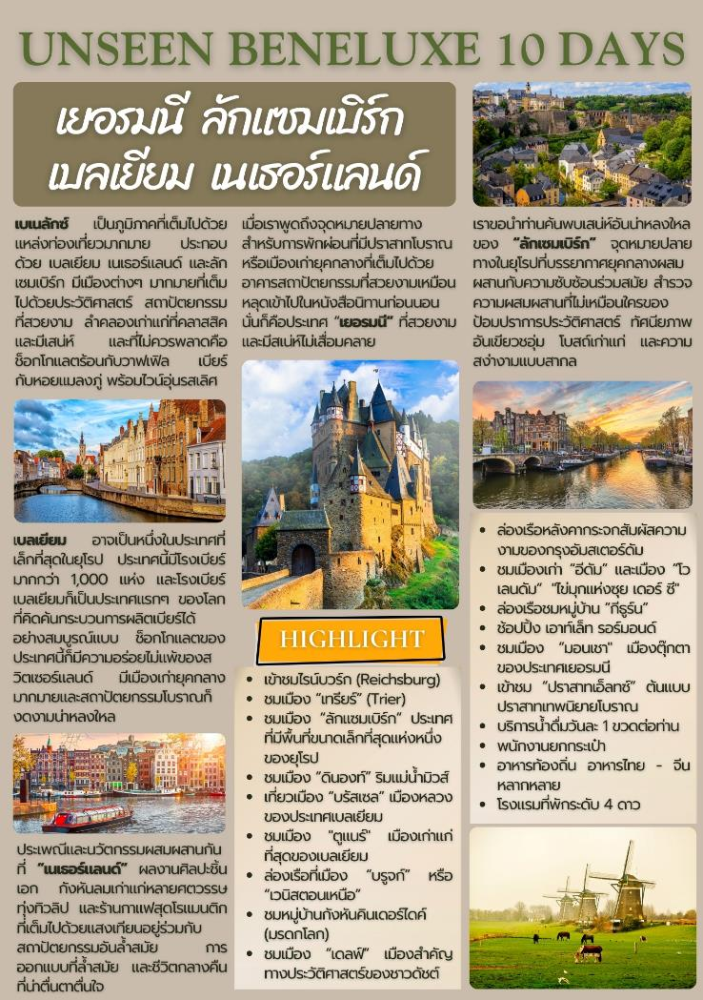 UNSEEN BENELUXE 10 DAYS
เยอรมนี ลักแซมเบิร์ก
เบลเยียม เนเธอร์แลนด์
เบเนลักซ์ เป็นภูมิภาคที่เต็มไปด้วย
แหล่งท่องเที่ยวมากมาย ประกอบ
ด้วย เบลเยียม เนเธอร์แลนด์ และลัก
เซมเบิร์ก มีเมืองต่างๆ มากมายที่เต็ม
ไปด้วยประวัติศาสตร์ สถาปัตยกรรม
ที่สวยงาม ลำคลองเก่าแก่ที่คลาสสิค
และมีเสน่ห์ และที่ไม่ควรพลาดคือ
ช็อกโกแลตร้อนกับวาฟเฟิล เบียร์
กับหอยแมลงภู่ พร้อมไวน์อุ่นรสเลิศ
เบลเยียม อาจเป็นหนึ่งในประเทศที่
เล็กที่สุดในยุโรป ประเทศนี้มีโรงเบียร์
มากกว่า 1,000 แห่ง และโรงเบียร์
เบลเยียมก็เป็นประเทศแรกๆ ของโลก
ที่คิดค้นกระบวนการผลิตเบียร์ได้
อย่างสมบูรณ์แบบ ช็อกโกแลตของ
ประเทศนี้ก็มีความอร่อยไม่แพ้ของส
วิตเซอร์แลนด์ มีเมืองเก่ายุคกลาง
มากมายและสถาปัตยกรรมโบราณก็
งดงามน่าหลงใหล
ประเพณีและนวัตกรรมผสมผสานกัน
ที่ “เนเธอร์แลนด์” ผลงานศิลปะชิ้น
เอก กังหันลมเก่าแก่หลายศตวรรษ
ทุ่งทิวลิป และร้านกาแฟสุดโรแมนติก
ที่เต็มไปด้วยแสงเทียนอยู่ร่วมกับ
สถาปัตยกรรมอันล้ำสมัย การ
ออกแบบที่ล้ำสมัย และชีวิตกลางคืน
ที่น่าตื่นตาตื่นใจ
เมื่อเราพูดถึงจุดหมายปลายทาง
สำหรับการพักผ่อนที่มีปราสาทโบราณ
หรือเมืองเก่ายุคกลางที่เต็มไปด้วย
อาคารสถาปัตยกรรมที่สวยงามเหมือน
หลุดเข้าไปในหนังสือนิทานก่อนนอน
นั่นก็คือประเทศ “เยอรมนี” ที่สวยงาม
และมีสเน่ห์ไม่เสื่อมคลาย
HIGHLIGHT
• เข้าชมไรน์บวร์ก (Reichsburg)
• ชมเมือง “เทรียร์” (Trier)
• ชมเมือง “ลักแซมเบิร์ก” ประเทศ
ที่มีพื้นที่ขนาดเล็กที่สุดแห่งหนึ่ง
ของยุโรป
• ชมเมือง “ดินองท์” ริมแม่น้ำมิวส์
• เที่ยวเมือง “บรัสเซล” เมืองหลวง
ของประเทศเบลเยียม
• ชมเมือง “ตูแนร์” เมืองเก่าแก่
ที่สุดของเบลเยียม
• ล่องเรือที่เมือง “บรูจก์” หรือ
“เวนิสตอนเหนือ”
• ชมหมู่บ้านกังหันคินเดอร์ไดค์
(มรดกโลก)
• ชมเมือง “เดลฟ์” เมืองสำคัญ
ทางประวัติศาสตร์ของชาวดัชต์
เราขอนำท่านค้นพบเสน่ห์อันน่าหลงใหล
ของ “ลักเซมเบิร์ก” จุดหมายปลาย
ทางในยุโรปที่บรรยากาศยุคกลางผสม
ผสานกับความซับซ้อนร่วมสมัย สำรวจ
ความผสมผสานที่ไม่เหมือนใครของ
ป้อมปราการประวัติศาสตร์ ทัศนียภาพ
อันเขียวชอุ่ม โบสถ์เก่าแก่ และความ
สง่างามแบบสากล
• ล่องเรือหลังคากระจกสัมผัสความ
งามของกรุงอัมสเตอร์ดัม
• ชมเมืองเก่า “อีดัม” และเมือง “โว
เลนดัม” "ไข่มุกแห่งซุย เดอร์ ซี"
• ล่องเรือชมหมู่บ้าน “กีธูร์น”
• ช้อปปิ้ง เอาท์เล็ท รอร์มอนด์
• ชมเมือง “มอนเชา" เมืองตุ๊กตา
ของประเทศเยอรมนี
• เข้าชม “ปราสาทเอ็ลทซ์” ต้นแบบ
ปราสาทเทพนิยายโบราณ
• บริการน้ำดื่มวันละ 1 ขวดต่อท่าน
• พนักงานยกกระเป๋า
• อาหารท้องถิ่น อาหารไทย - จีน
หลากหลาย
• โรงแรมที่พักระดับ 4 ดาว